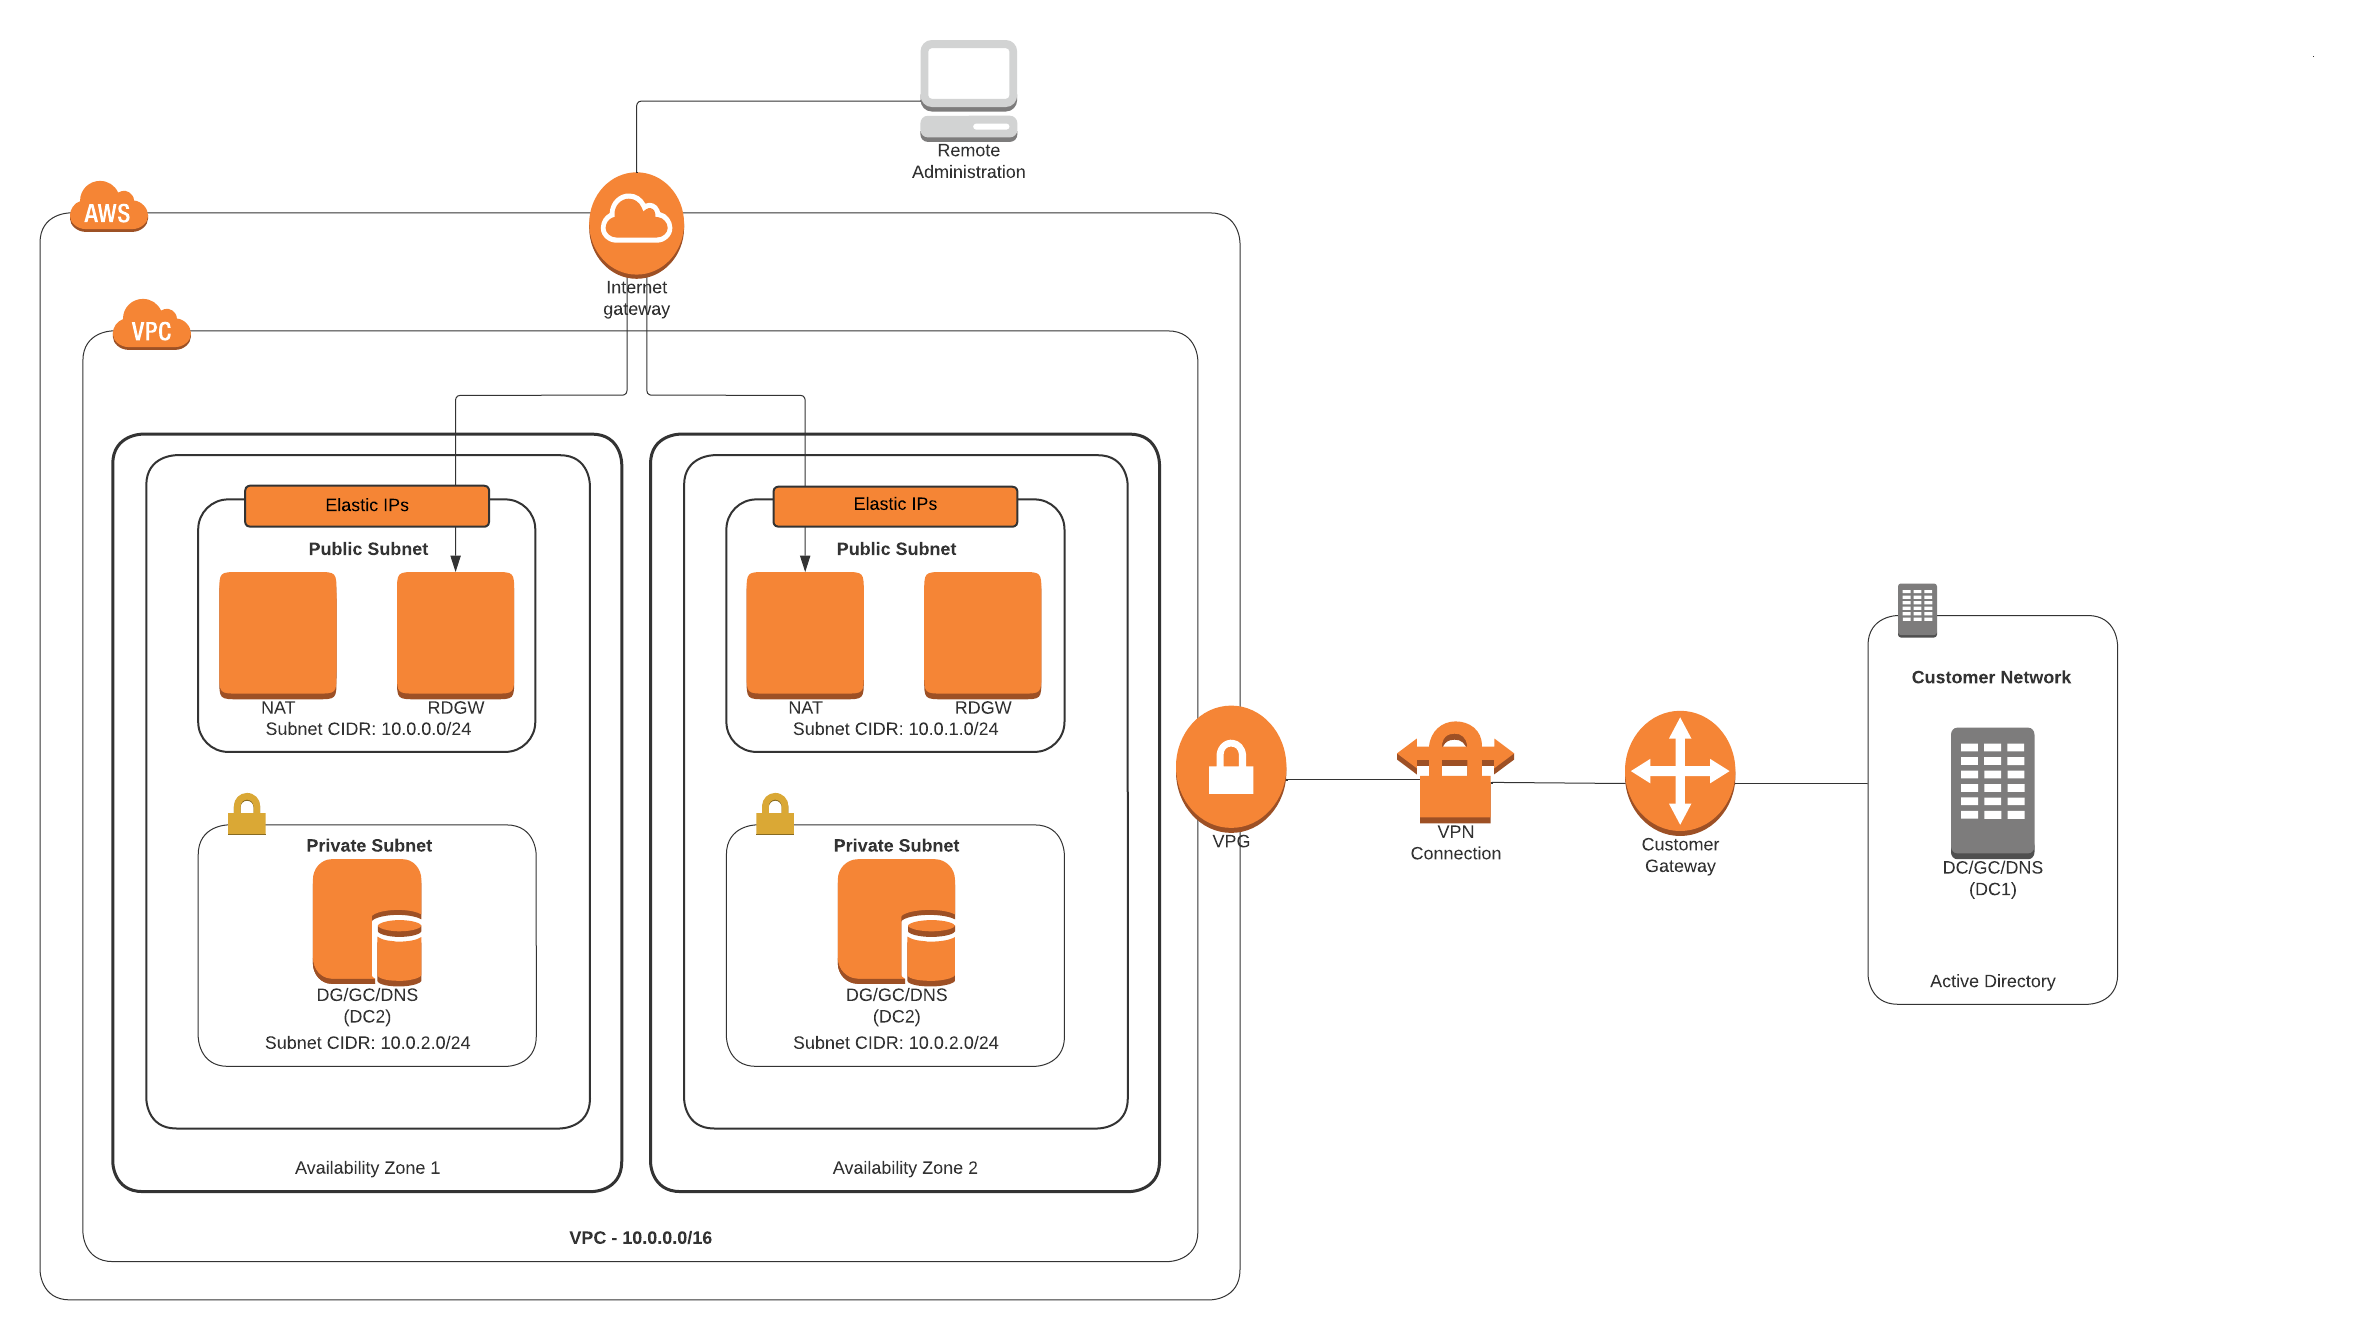 Remote
Administration
AWS
Internet
gateway
VPC
Elastic IPs
Public Subnet
NAT
RDGW
Subnet CIDR: 10.0.0.0/24
Private Subnet
DG/GC/DNS
(DC2)
Subnet CIDR: 10.0.2.0/24
Availability Zone 1
Elastic IPs
Public Subnet
NAT
RDGW
Subnet CIDR: 10.0.1.0/24
Private Subnet
DG/GC/DNS
(DC2)
Subnet CIDR: 10.0.2.0/24
Availability Zone 2
VPC - 10.0.0.0/16
VPG
VPN
Connection
Customer
Gateway
Customer Network
DC/GC/DNS
(DC1)
Active Directory